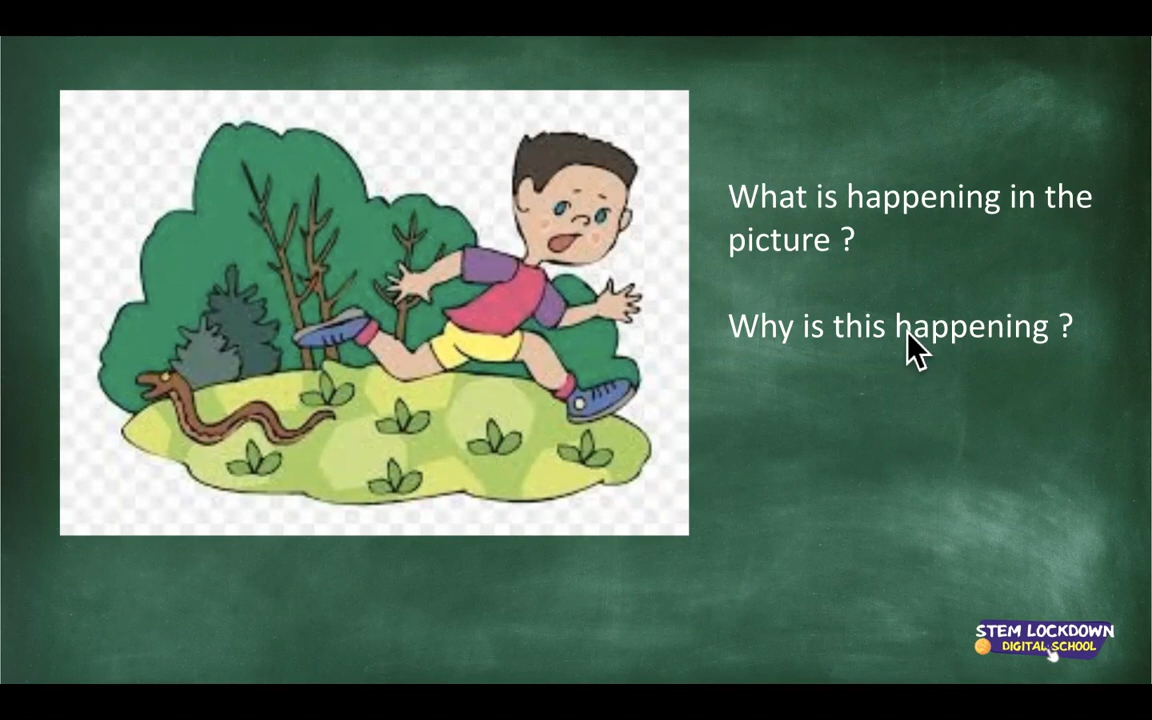 What is happening in the
picture ?
Why is this happening ?
STEM LOCKDOWN
DIGITAL SCHOOL